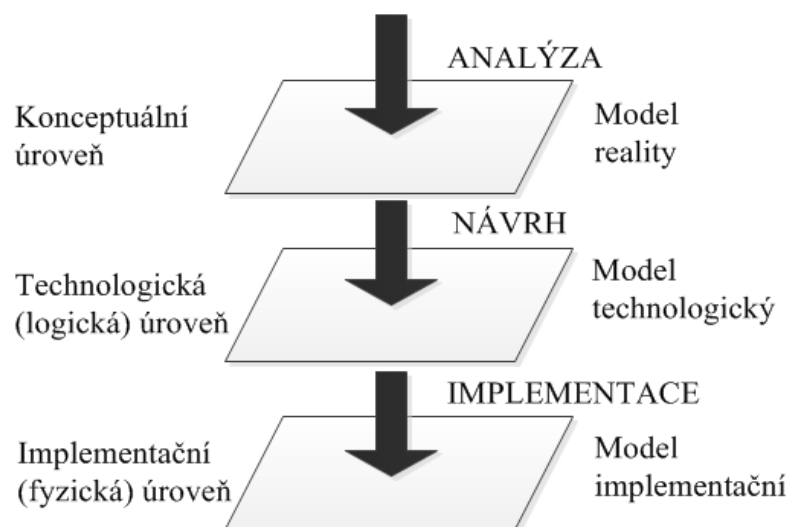 ANALÝZA
Konceptuální
úroveň
Model
reality
NÁVRH
Technologická
(logická) úroveň
Model
technologický
IMPLEMENTACE
Implementační
(fyzická) úroveň
Model
implementační